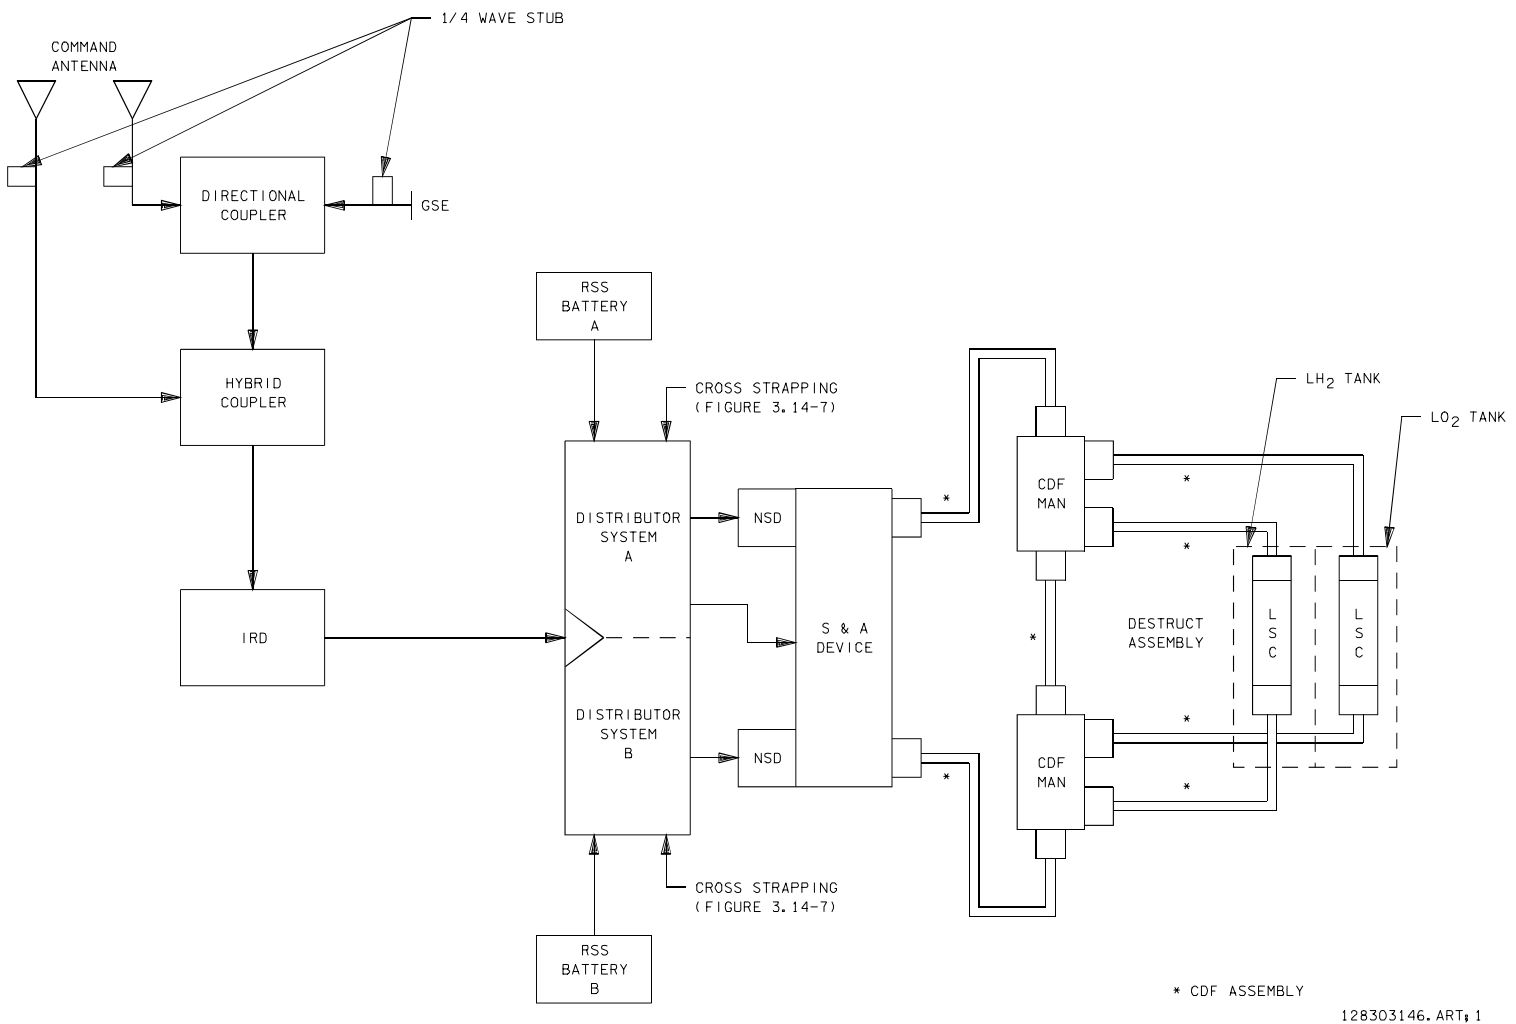 1/4 WAVE STUB
COMMAND
ANTENNA
DIRECTIONAL
COUPLER
GSE
HYBRID
COUPLER
IRD
RSS
BATTERY
A
CROSS STRAPPING
(FIGURE 3.14-7)
DISTRIBUTOR
SYSTEM
A
DISTRIBUTOR
SYSTEM
B
CROSS STRAPPING
(FIGURE 3.14-7)
RSS
BATTERY
B
NSD
S & A
DEVICE
NSD
*
*
CDF
MAN
*
CDF
MAN
*
*
*
*
DESTRUCT
ASSEMBLY
LH2 TANK
LO2 TANK
L
S
C
L
S
C
* CDF ASSEMBLY
128303146.ART;1